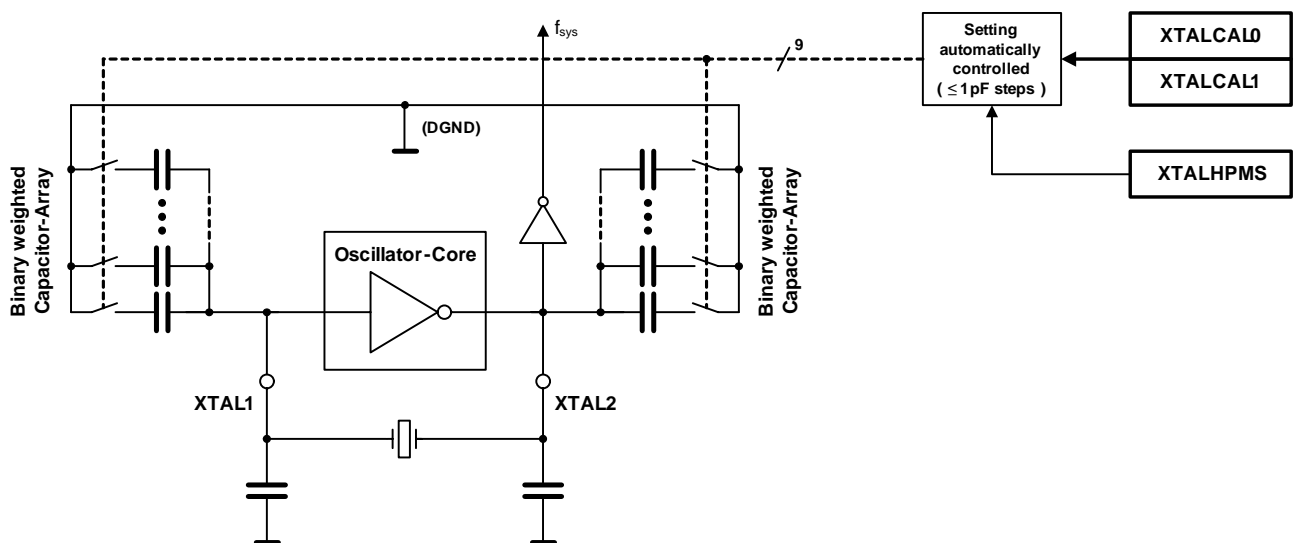 f_sys
9
Setting
automatically
controlled
( ≤ 1pF steps )
XTALCAL0
XTALCAL1
XTALHPMS
(DGND)
Binary weighted
Capacitor-Array
Oscillator-Core
Binary weighted
Capacitor-Array
XTAL1
XTAL2